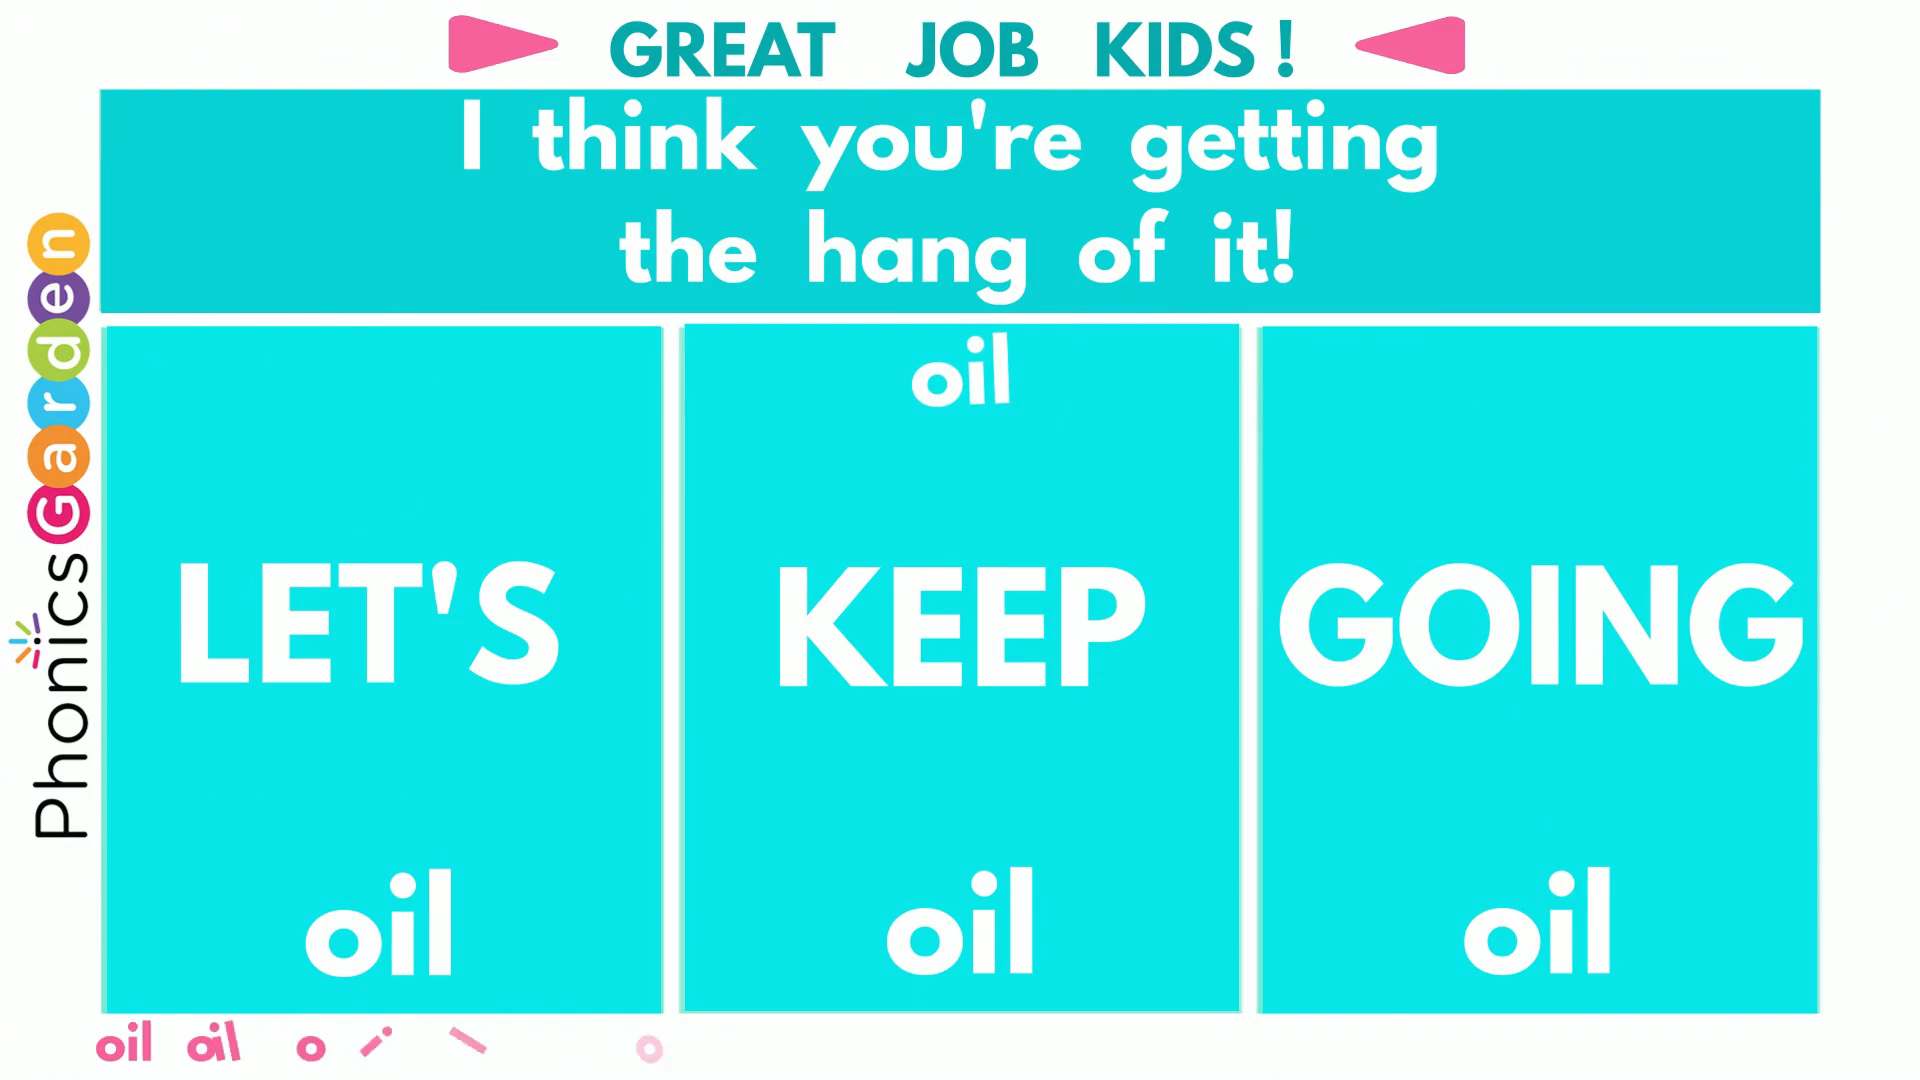 GREAT JOB KIDS!
I think you're getting
the hang of it!
oil
LET'S KEEP GOING
oil oil oil
oil oil o i l o
PhonicsGarden